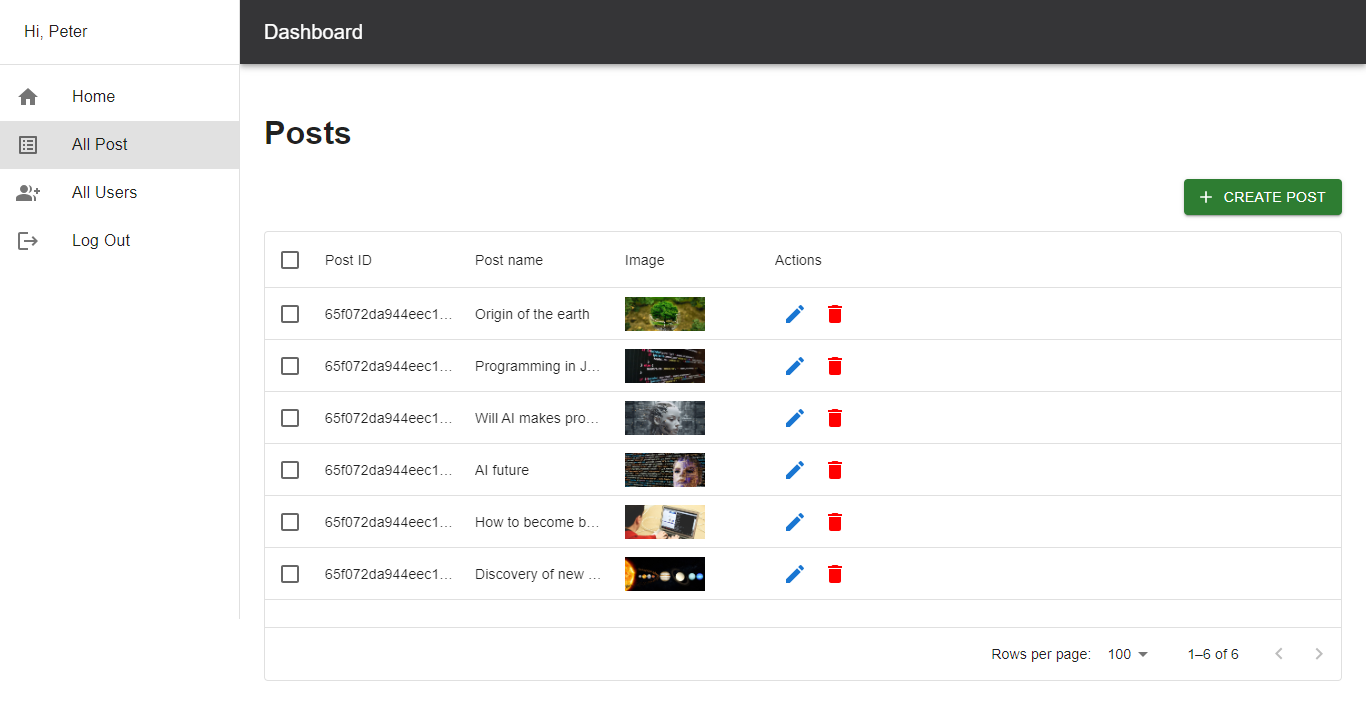 Hi, Peter
Dashboard
Home
All Post
All Users
Log Out
Posts
CREATE POST
Post ID Post name Image Actions
65f072da944eec1... Origin of the earth
65f072da944eec1... Programming in J...
65f072da944eec1... Will AI makes pro...
65f072da944eec1... AI future
65f072da944eec1... How to become b...
65f072da944eec1... Discovery of new ...
Rows per page: 100 1–6 of 6